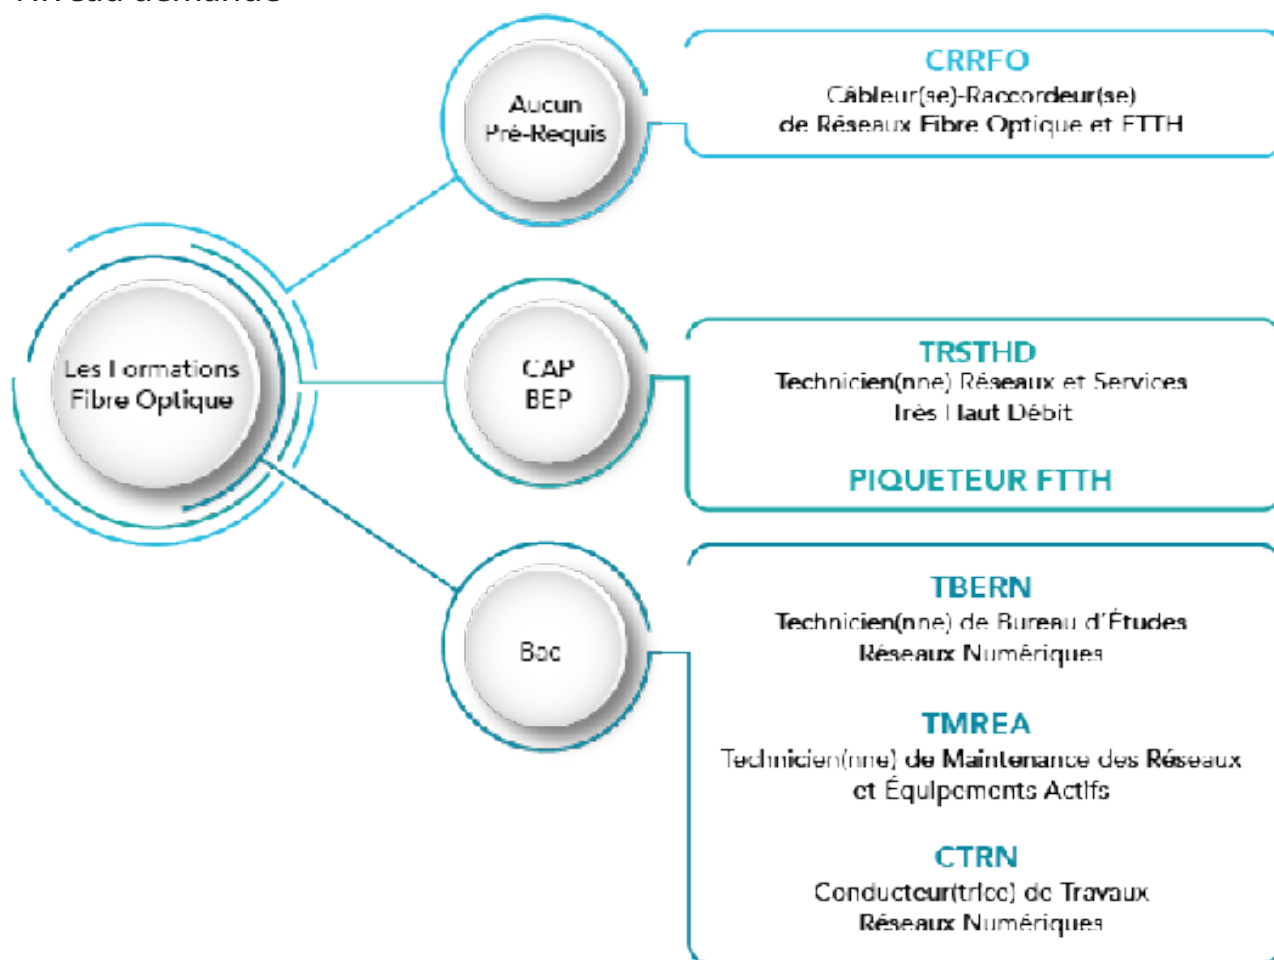 Niveau demandé
Aucun
Pré-Requis
CRRFO
Câbleur(se)-Raccordeur(se)
de Réseaux Fibre Optique et FTTH
Les Formations
Fibre Optique
CAP
BEP
TRSTHD
Technicien(nne) Réseaux et Services
Très Haut Débit
PIQUETEUR FTTH
Bac
TBERN
Technicien(nne) de Bureau d'Études
Réseaux Numériques
TMREA
Technicien(nne) de Maintenance des Réseaux
et Équipements Actifs
CTRN
Conducteur(trice) de Travaux
Réseaux Numériques